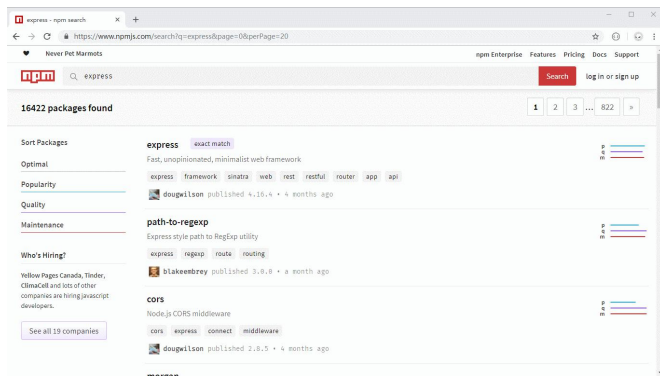 express - npm search
https://www.npmjs.com/search?q=express&page=0&perPage=20
Never Pet Marmots
npm Enterprise Features Pricing Docs Support
npm
express
Search
log in or sign up
16422 packages found
1 2 3 ... 822 »
Sort Packages
Optimal
Popularity
Quality
Maintenance
Who's Hiring?
Yellow Pages Canada, Tinder,
ClimaCell and lots of other
companies are hiring javascript
developers.
See all 19 companies
express exact match
Fast, unopinionated, minimalist web framework
express framework sinatra web rest restful router app api
dougwilson published 4.16.4 • 4 months ago
p
q
m
path-to-regexp
Express style path to RegExp utility
express regexp route routing
blakeembrey published 3.0.0 • a month ago
p
q
m
cors
Node.js CORS middleware
cors express connect middleware
dougwilson published 2.8.5 • 4 months ago
p
q
m
morgan